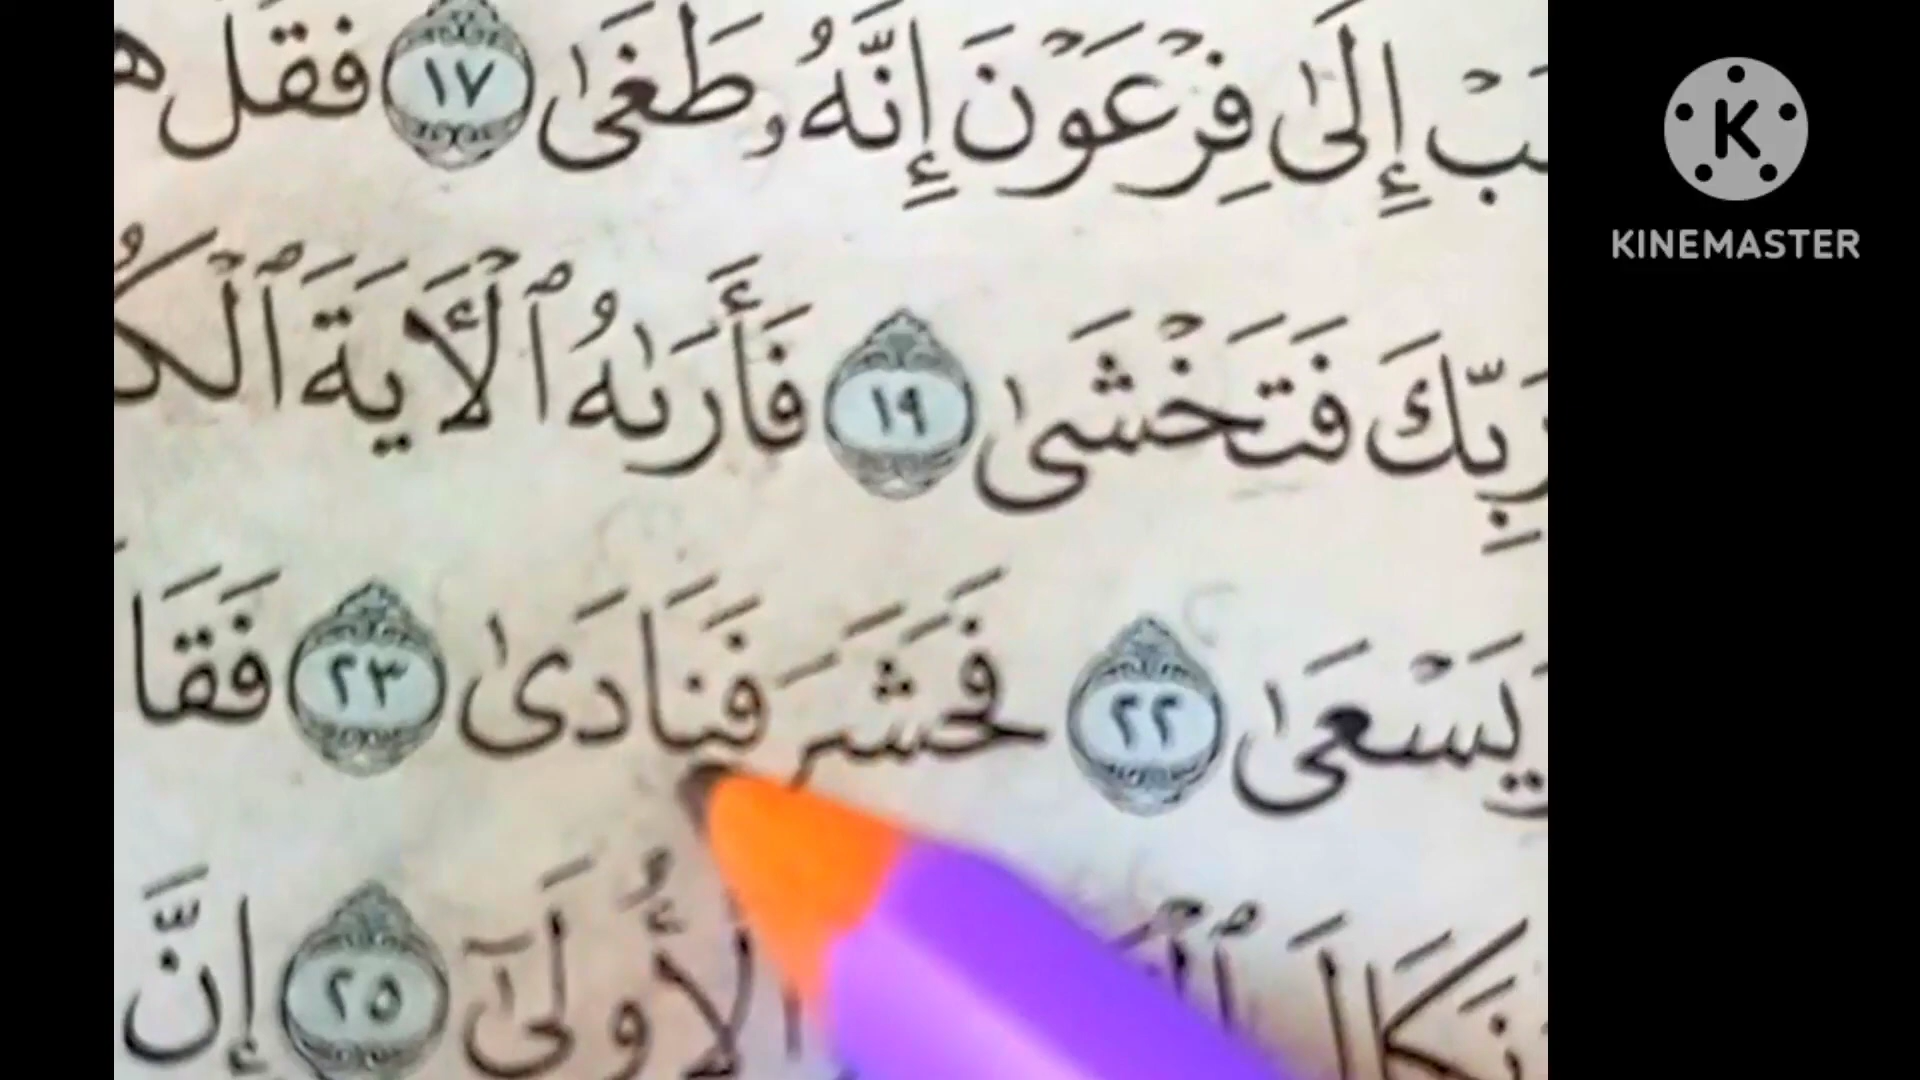 إِلَىٰ فِرْعَوْنَ إِنَّهُۥ طَغَىٰ ١٧ فَقُلْ
رَبِّكَ فَتَخْشَىٰ ١٩ فَأَرَىٰهُ ٱلْأَيَةَ
يَسْعَىٰ ٢٢ فَحَشَرَ فَنَادَىٰ ٢٣
نَكَالَ ٱلْأُولَىٰٓ ٢٥ إِنَّ
KINEMASTER